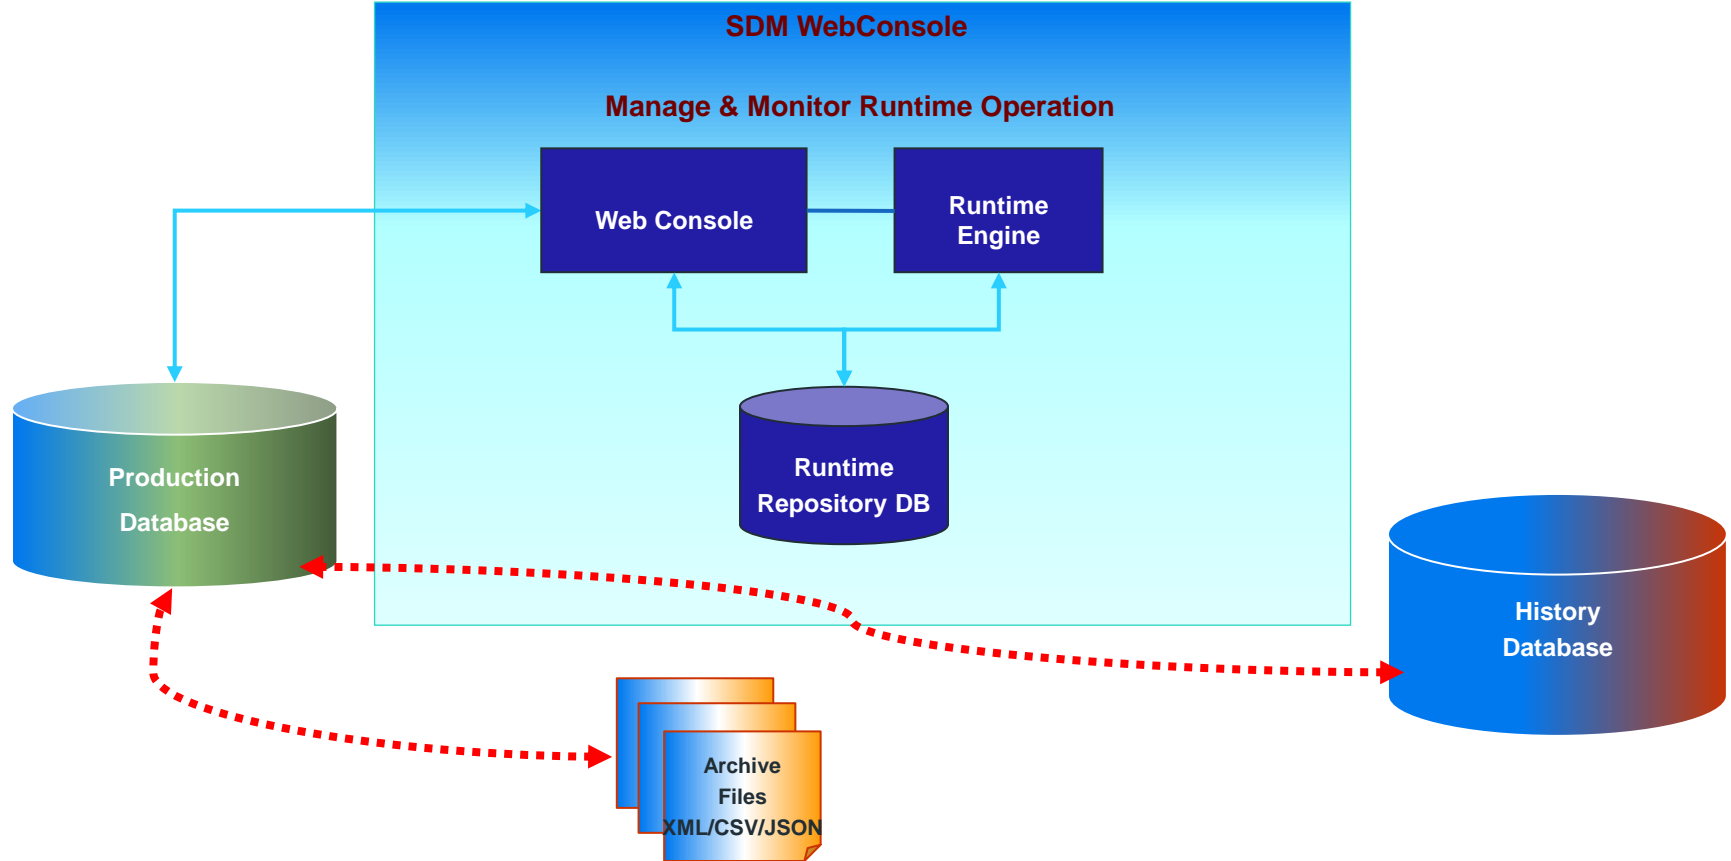 SDM WebConsole
Manage & Monitor Runtime Operation
Web Console
Runtime
Engine
Production
Database
Runtime
Repository DB
History
Database
Archive
Files
XML/CSV/JSON